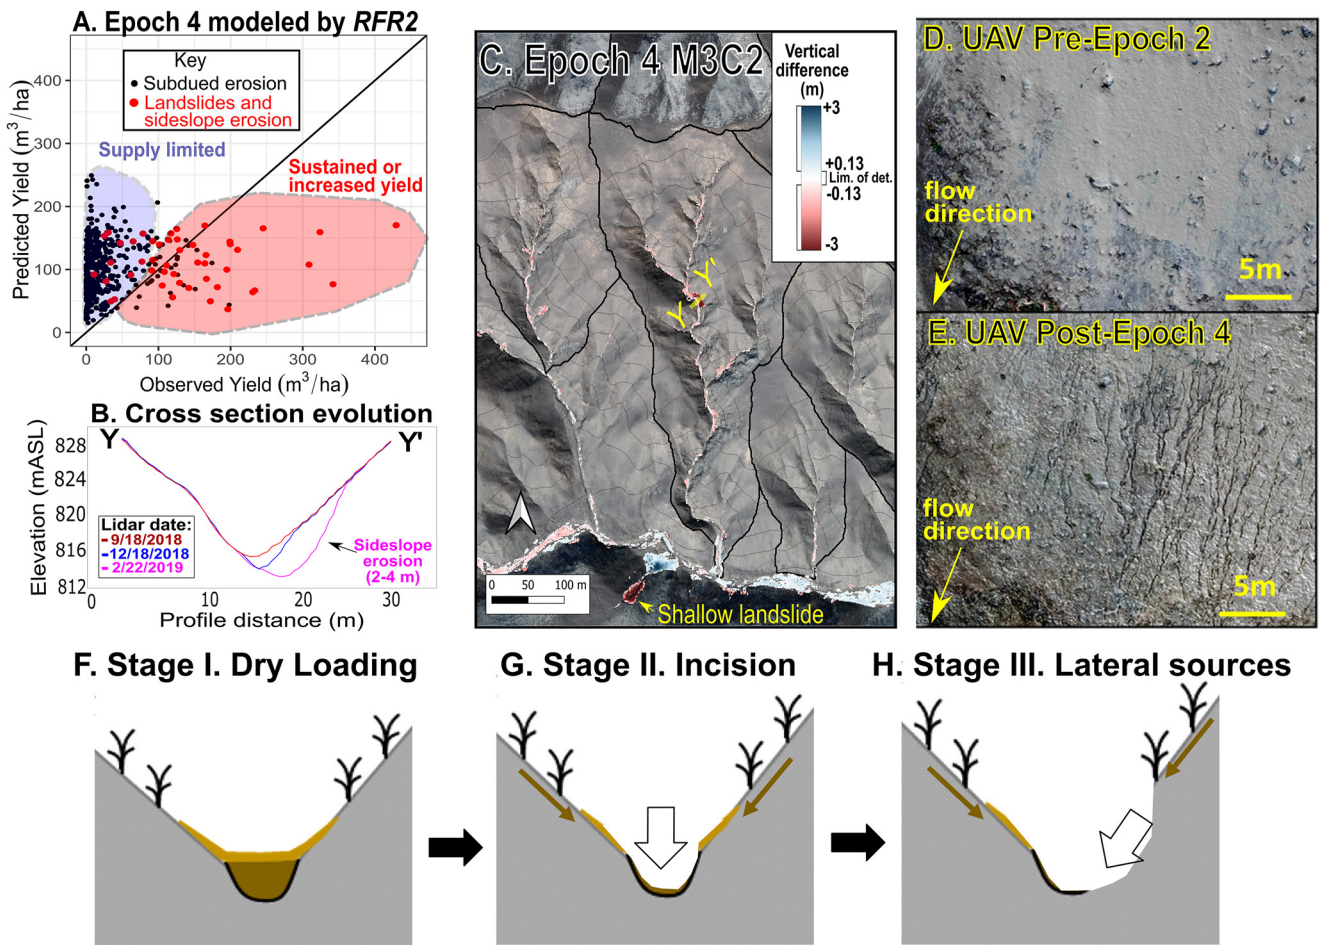 A. Epoch 4 modeled by RFR2
Key
Subdued erosion
Landslides and
sideslope erosion
Supply limited
Sustained or
increased yield
Predicted Yield (m³/ha)
400
300
200
100
0
0 100 200 300 400
Observed Yield (m³/ha)
B. Cross section evolution
Y Y'
Elevation (mASL)
828
824
820
816
812
Lidar date:
9/18/2018
12/18/2018
2/22/2019
Sideslope
erosion
(2-4 m)
0 10 20 30
Profile distance (m)
C. Epoch 4 M3C2
Vertical
difference
(m)
+3
+0.13
Lim. of det.
-0.13
-3
Y Y'
0 50 100 m
Shallow landslide
D. UAV Pre-Epoch 2
flow
direction
5m
E. UAV Post-Epoch 4
flow
direction
5m
F. Stage I. Dry Loading
G. Stage II. Incision
H. Stage III. Lateral sources